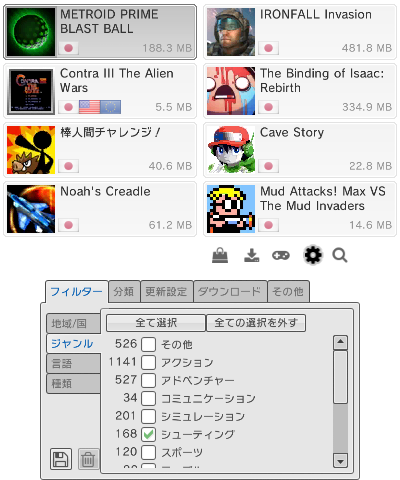 METROID PRIME
BLAST BALL
188.3 MB
IRONFALL Invasion
481.8 MB
Contra III The Alien
Wars
5.5 MB
The Binding of Isaac:
Rebirth
334.9 MB
棒人間チャレンジ！
40.6 MB
Cave Story
22.8 MB
Noah's Creadle
61.2 MB
Mud Attacks! Max VS
The Mud Invaders
14.6 MB
フィルター
分類
更新設定
ダウンロード
その他
地域/国
ジャンル
言語
種類
全て選択
全ての選択を外す
526 その他
1141 アクション
527 アドベンチャー
34 コミュニケーション
201 シミュレーション
168 シューティング
120 スポーツ